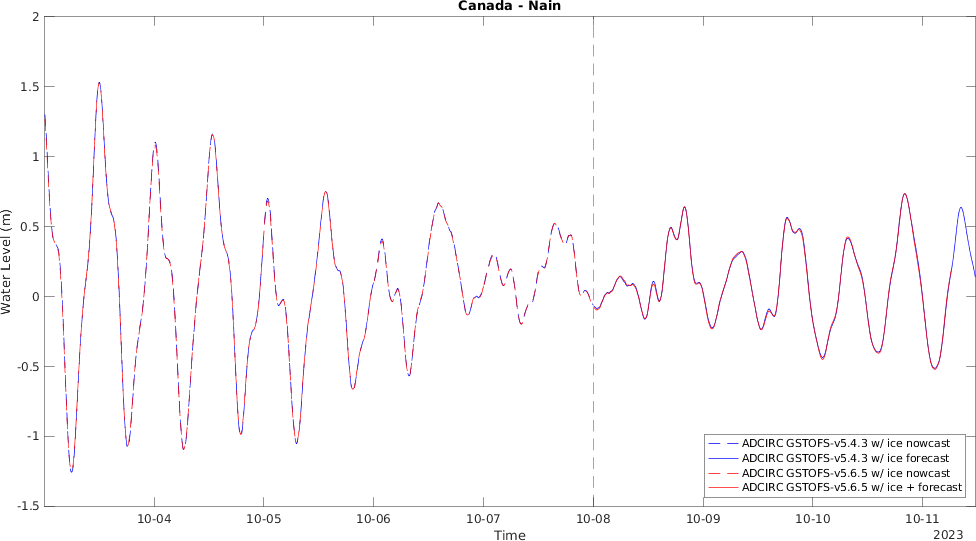 Canada - Nain
Water Level (m)
2
1.5
1
0.5
0
-0.5
-1
-1.5
10-04 10-05 10-06 10-07 10-08 10-09 10-10 10-11
Time
2023
ADCIRC GSTOFS-v5.4.3 w/ ice nowcast
ADCIRC GSTOFS-v5.4.3 w/ ice forecast
ADCIRC GSTOFS-v5.6.5 w/ ice nowcast
ADCIRC GSTOFS-v5.6.5 w/ ice + forecast